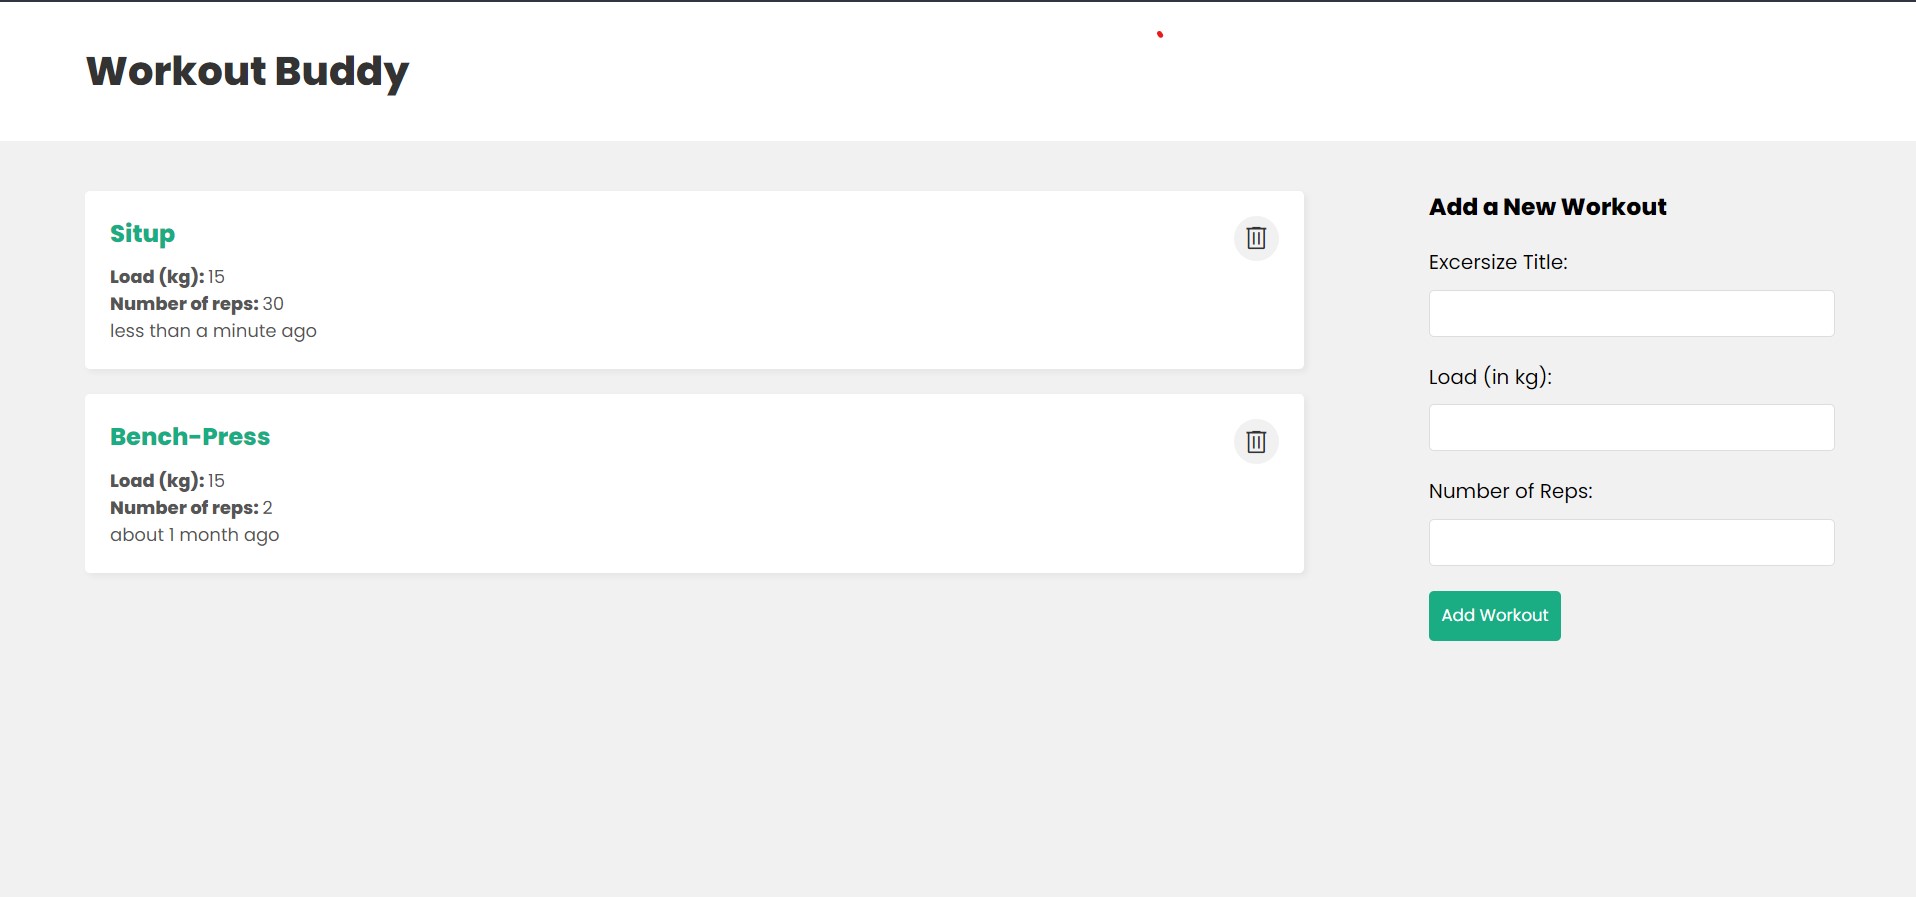 Workout Buddy
Situp
Load (kg): 15
Number of reps: 30
less than a minute ago
Bench-Press
Load (kg): 15
Number of reps: 2
about 1 month ago
Add a New Workout
Excersize Title:
Load (in kg):
Number of Reps:
Add Workout